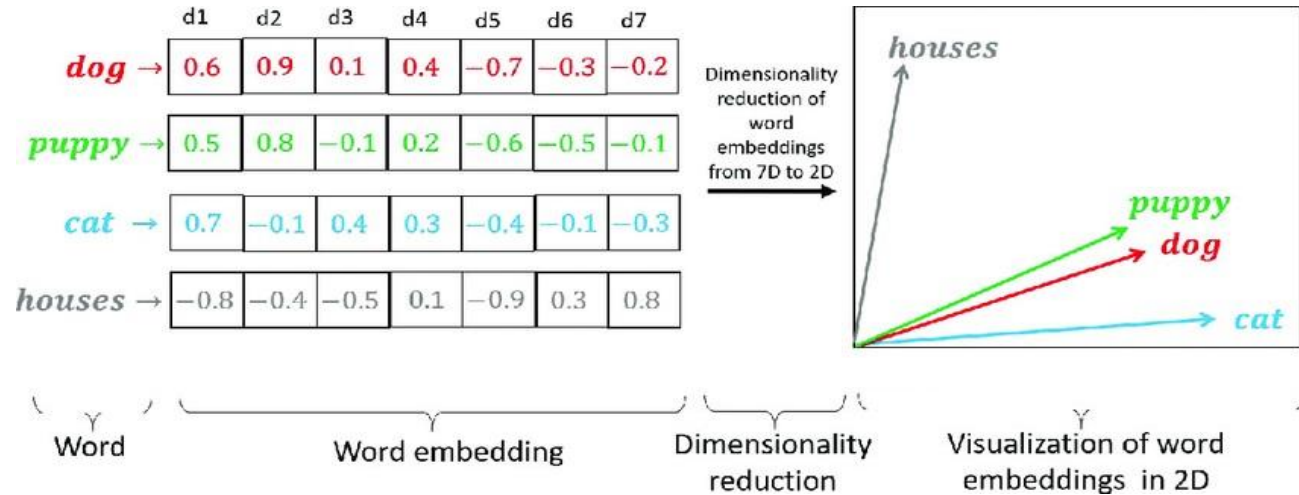 d1 d2 d3 d4 d5 d6 d7
dog → 0.6 0.9 0.1 0.4 −0.7 −0.3 −0.2
puppy → 0.5 0.8 −0.1 0.2 −0.6 −0.5 −0.1
cat → 0.7 −0.1 0.4 0.3 −0.4 −0.1 −0.3
houses → −0.8 −0.4 −0.5 0.1 −0.9 0.3 0.8
Dimensionality
reduction of
word
embeddings
from 7D to 2D
houses
puppy
dog
cat
Word
Word embedding
Dimensionality
reduction
Visualization of word
embeddings in 2D